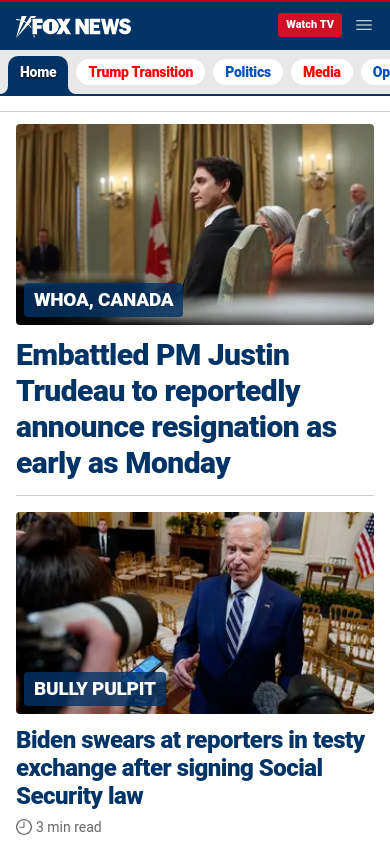 FOX NEWS
Watch TV
Home
Trump Transition
Politics
Media
Op
WHOA, CANADA
Embattled PM Justin
Trudeau to reportedly
announce resignation as
early as Monday
BULLY PULPIT
Biden swears at reporters in testy
exchange after signing Social
Security law
3 min read